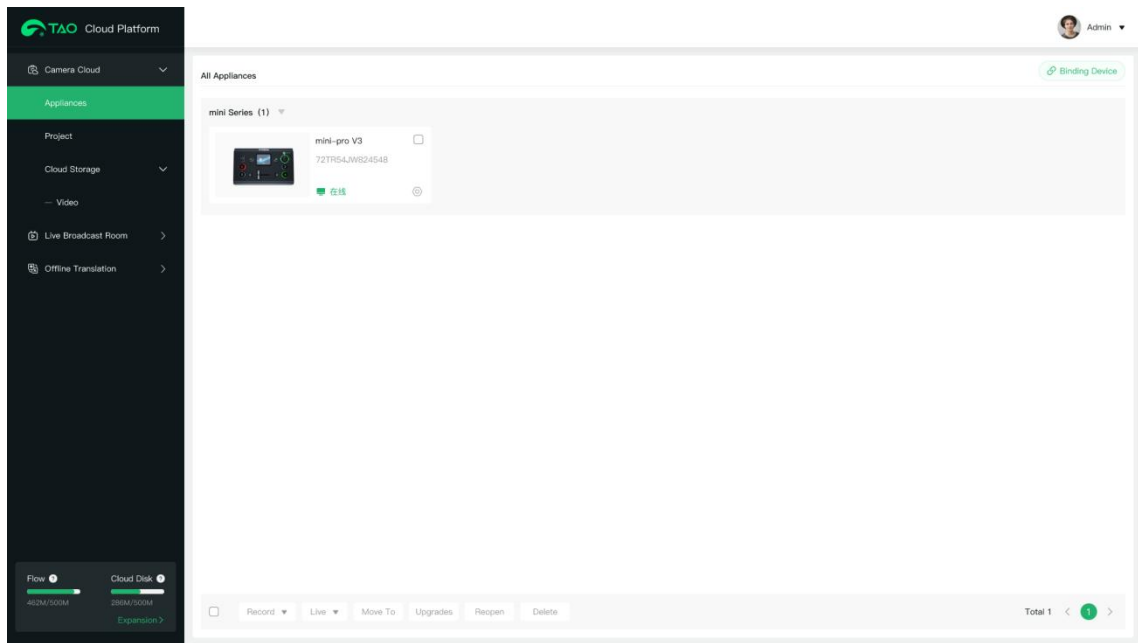 TAO Cloud Platform
Admin
Camera Cloud
Appliances
Project
Cloud Storage
— Video
Live Broadcast Room
Offline Translation
Flow ? Cloud Disk ?
482M/500M 286M/500M
Expansion >
All Appliances
Binding Device
mini Series (1)
mini-pro V3
72TR54JW824548
在线
Record Live Move To Upgrades Reopen Delete
Total 1 < 1 >